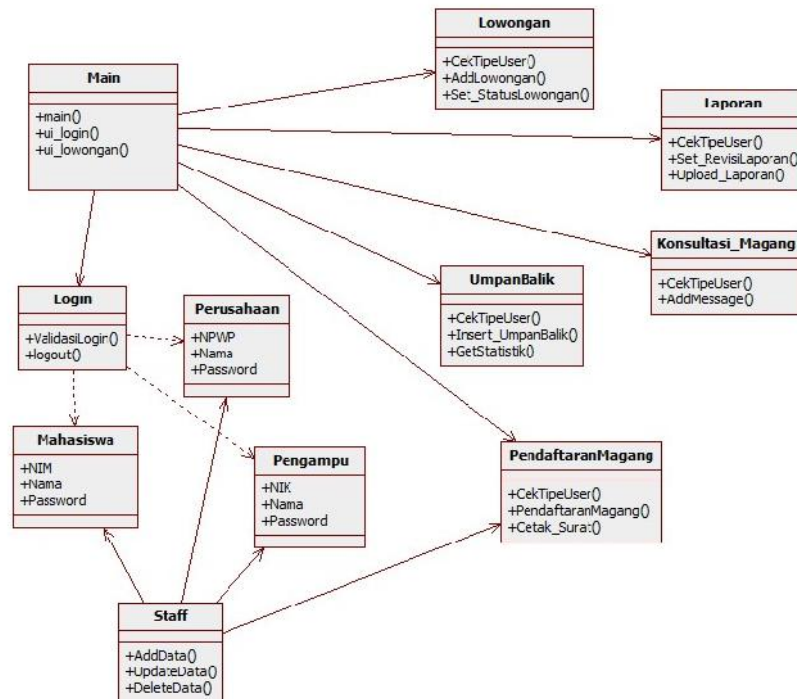 Lowongan
+CekTipeUser()
+AddLowongan()
+Set_StatusLowongan()
Main
+main()
+ui_login()
+ui_lowongan()
Laporan
+CekTipeUser()
+Set_RevisiLaporan()
+Upload_Laporan()
Konsultasi_Magang
+CekTipeUser()
+AddMessage()
UmpanBalik
+CekTipeUser()
+Insert_UmpanBalik()
+GetStatistik()
Login
+ValidasiLogin()
+logout()
Perusahaan
+NPWP
+Nama
+Password
Mahasiswa
+NIM
+Nama
+Password
Pengampu
+NIK
+Nama
+Password
PendaftaranMagang
+CekTipeUser()
+PendaftaranMagang()
+Cetak_Surat()
Staff
+AddData()
+UpdateData()
+DeleteData()